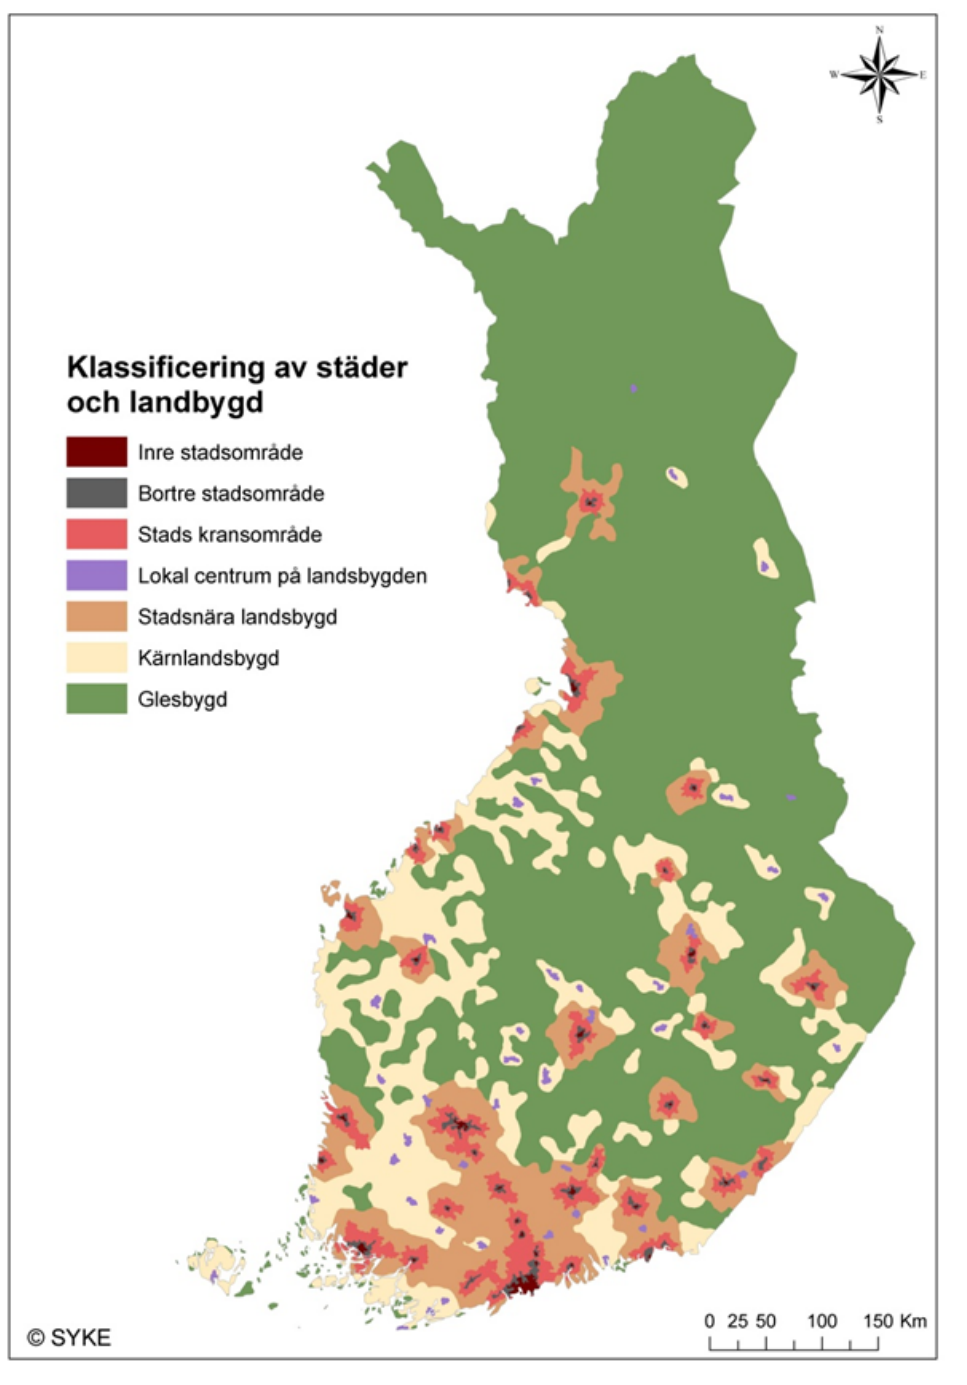 N
W E
S
Klassificering av städer
och landbygd
Inre stadsområde
Bortre stadsområde
Stads kransområde
Lokal centrum på landsbygden
Stadsnära landsbygd
Kärnlandsbygd
Glesbygd
0 25 50 100 150 Km
© SYKE